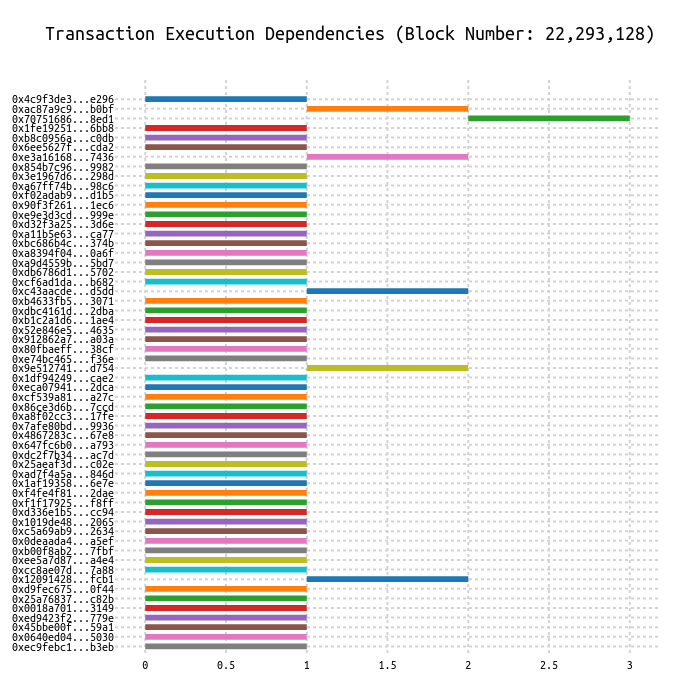 Transaction Execution Dependencies (Block Number: 22,293,128)
0x4c9f3de3...e296
0xac87a9c9...b0bf
0x70751686...8ed1
0x1fe19251...6bb8
0xb8c0956a...c0db
0x6ee5627f...cda2
0xe3a16168...7436
0x854b7c96...9982
0x3e1967d6...298d
0xa67ff74b...98c6
0xf02adab9...d1b5
0x90f3f261...1ec6
0xe9e3d3cd...999e
0xd32f3a25...3d6e
0xa11b5e63...ca77
0xbc686b4c...374b
0xa8394f04...0a6f
0xa9d4559b...5bd7
0xdb6786d1...5702
0xcf6ad1da...b682
0xc43aacde...d5dd
0xb4633fb5...3071
0xdbc4161d...2dba
0xb1c2a1d6...1ae4
0x52e846e5...4635
0x912862a7...a03a
0x80fbaeff...38cf
0xe74bc465...f36e
0x9e512741...d754
0x1df94249...cae2
0xeca07941...2dca
0xcf539a81...a27c
0x86ce3d6b...7ccd
0xa8f02cc3...17fe
0x7afe80bd...9936
0x4867283c...67e8
0x647fc6b0...a793
0xdc2f7b34...ac7d
0x25aeaf3d...c02e
0xad7f4a5a...846d
0x1af19358...6e7e
0xf4fe4f81...2dae
0xf1f17925...f8ff
0xd336e1b5...cc94
0x1019de48...2065
0xc5a69ab9...2634
0x0deaada4...a5ef
0xb00f8ab2...7fbf
0xee5a7d87...a4e4
0xcc8ae07d...7a88
0x12091428...fcb1
0xd9fec675...0f44
0x25a76837...c82b
0x0018a701...3149
0xed9423f2...779e
0x45bbe00f...59a1
0x0640ed04...5030
0xec9febc1...b3eb
0 0.5 1 1.5 2 2.5 3